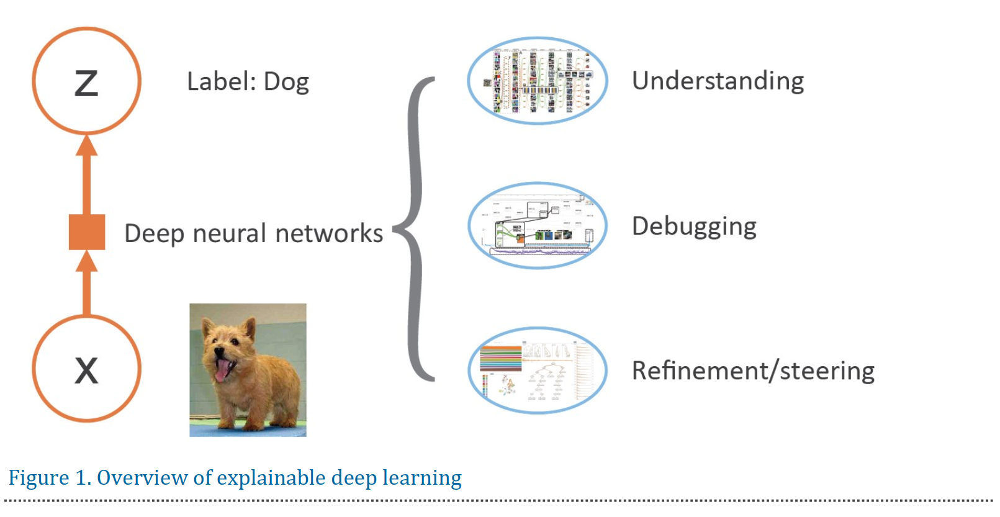 z
Label: Dog
Understanding
Deep neural networks
Debugging
x
Refinement/steering
Figure 1. Overview of explainable deep learning